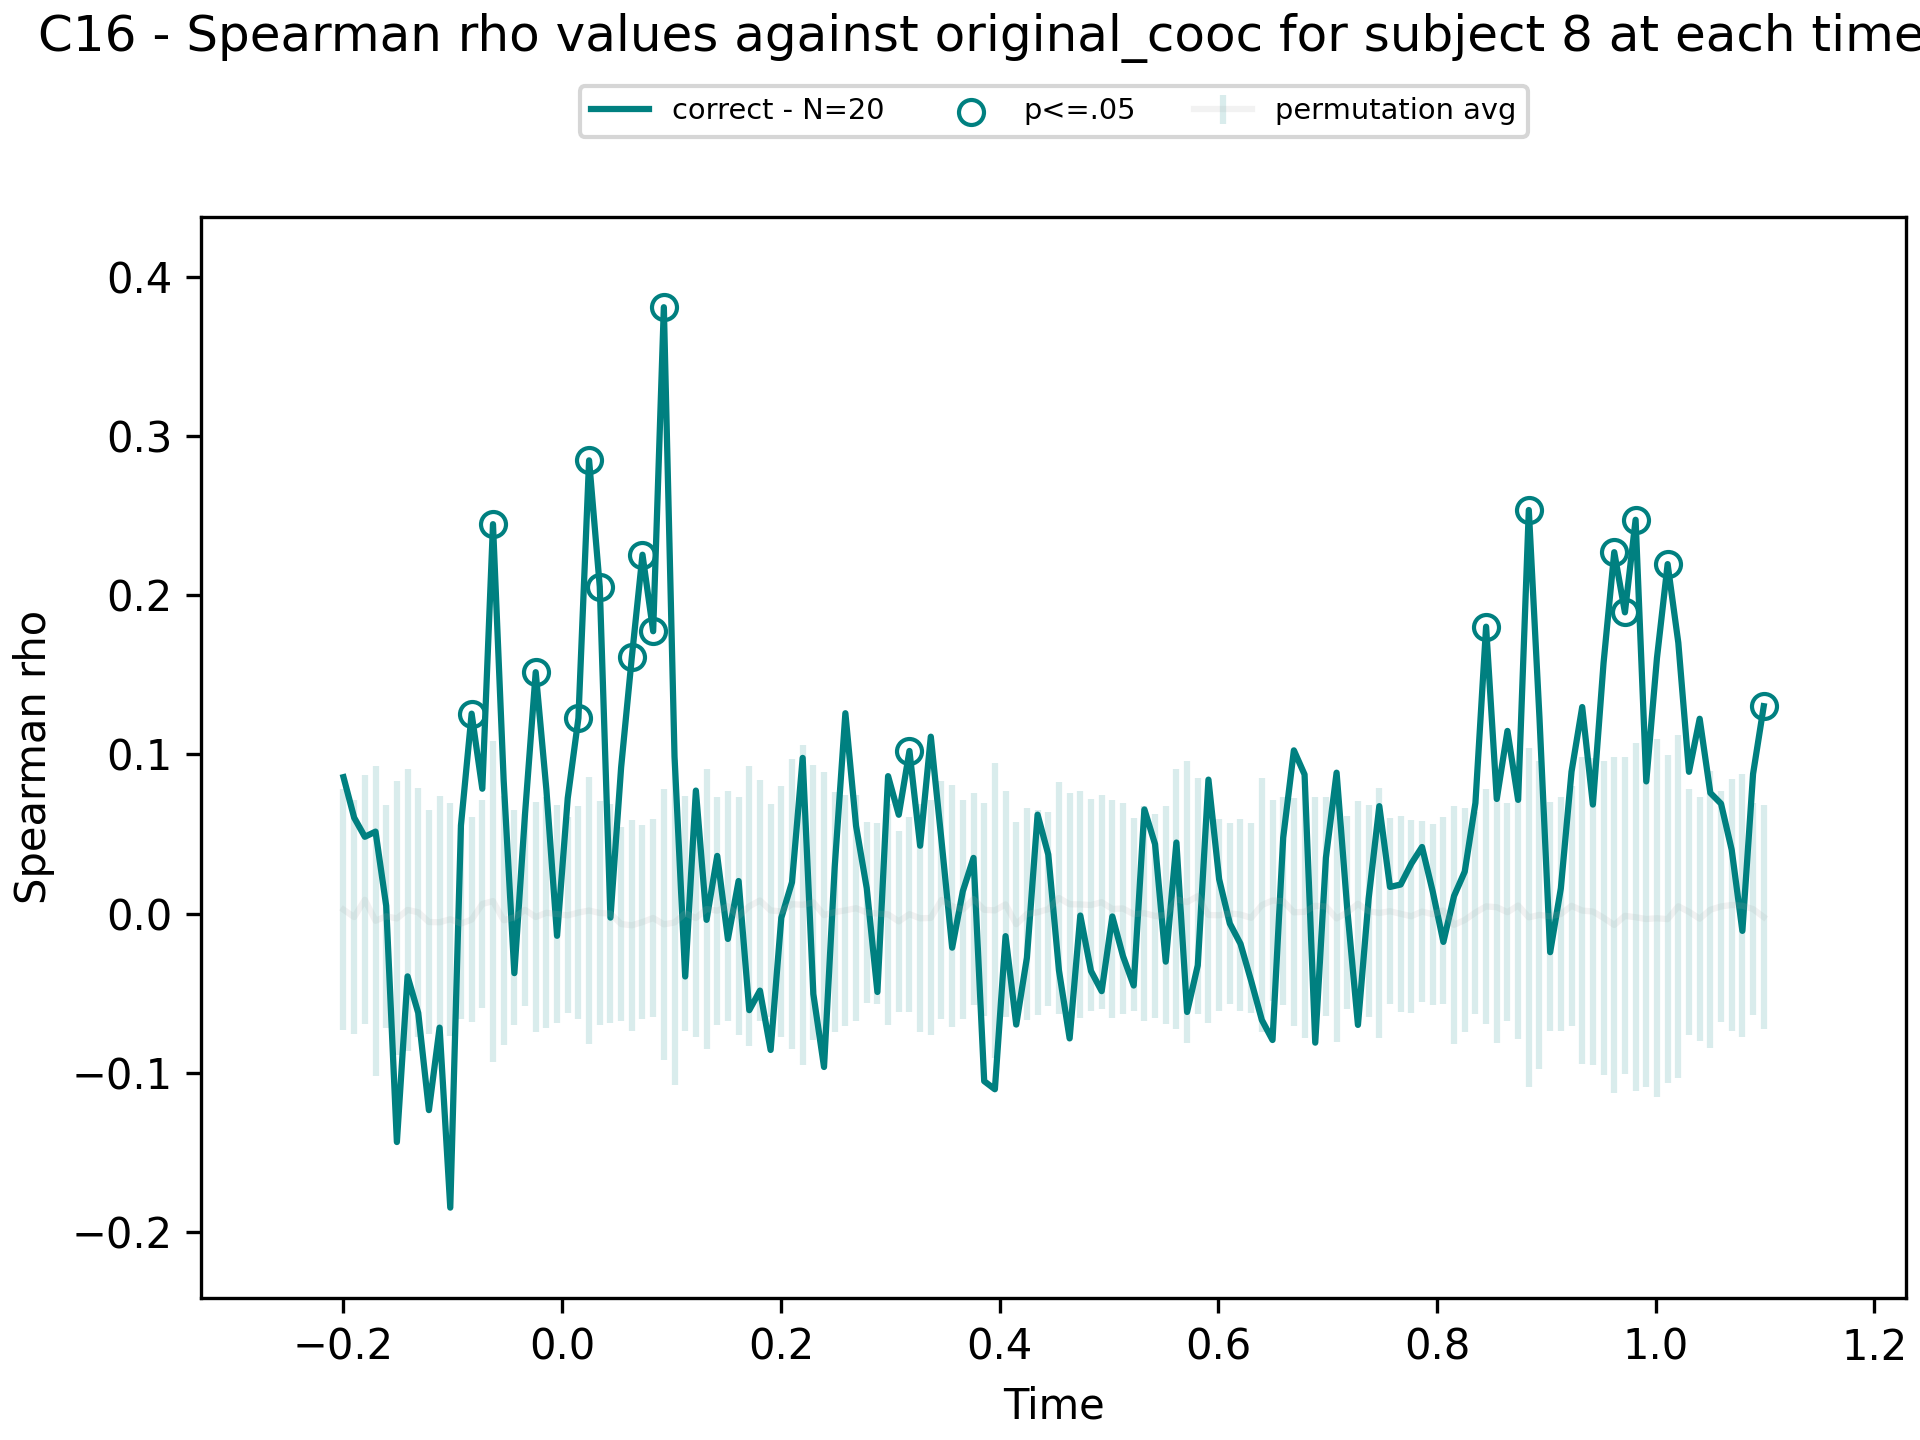 C16 - Spearman rho values against original_cooc for subject 8 at each time
correct - N=20 p<=.05 permutation avg
0.4
0.3
0.2
0.1
0.0
−0.1
−0.2
Spearman rho
−0.2 0.0 0.2 0.4 0.6 0.8 1.0 1.2
Time